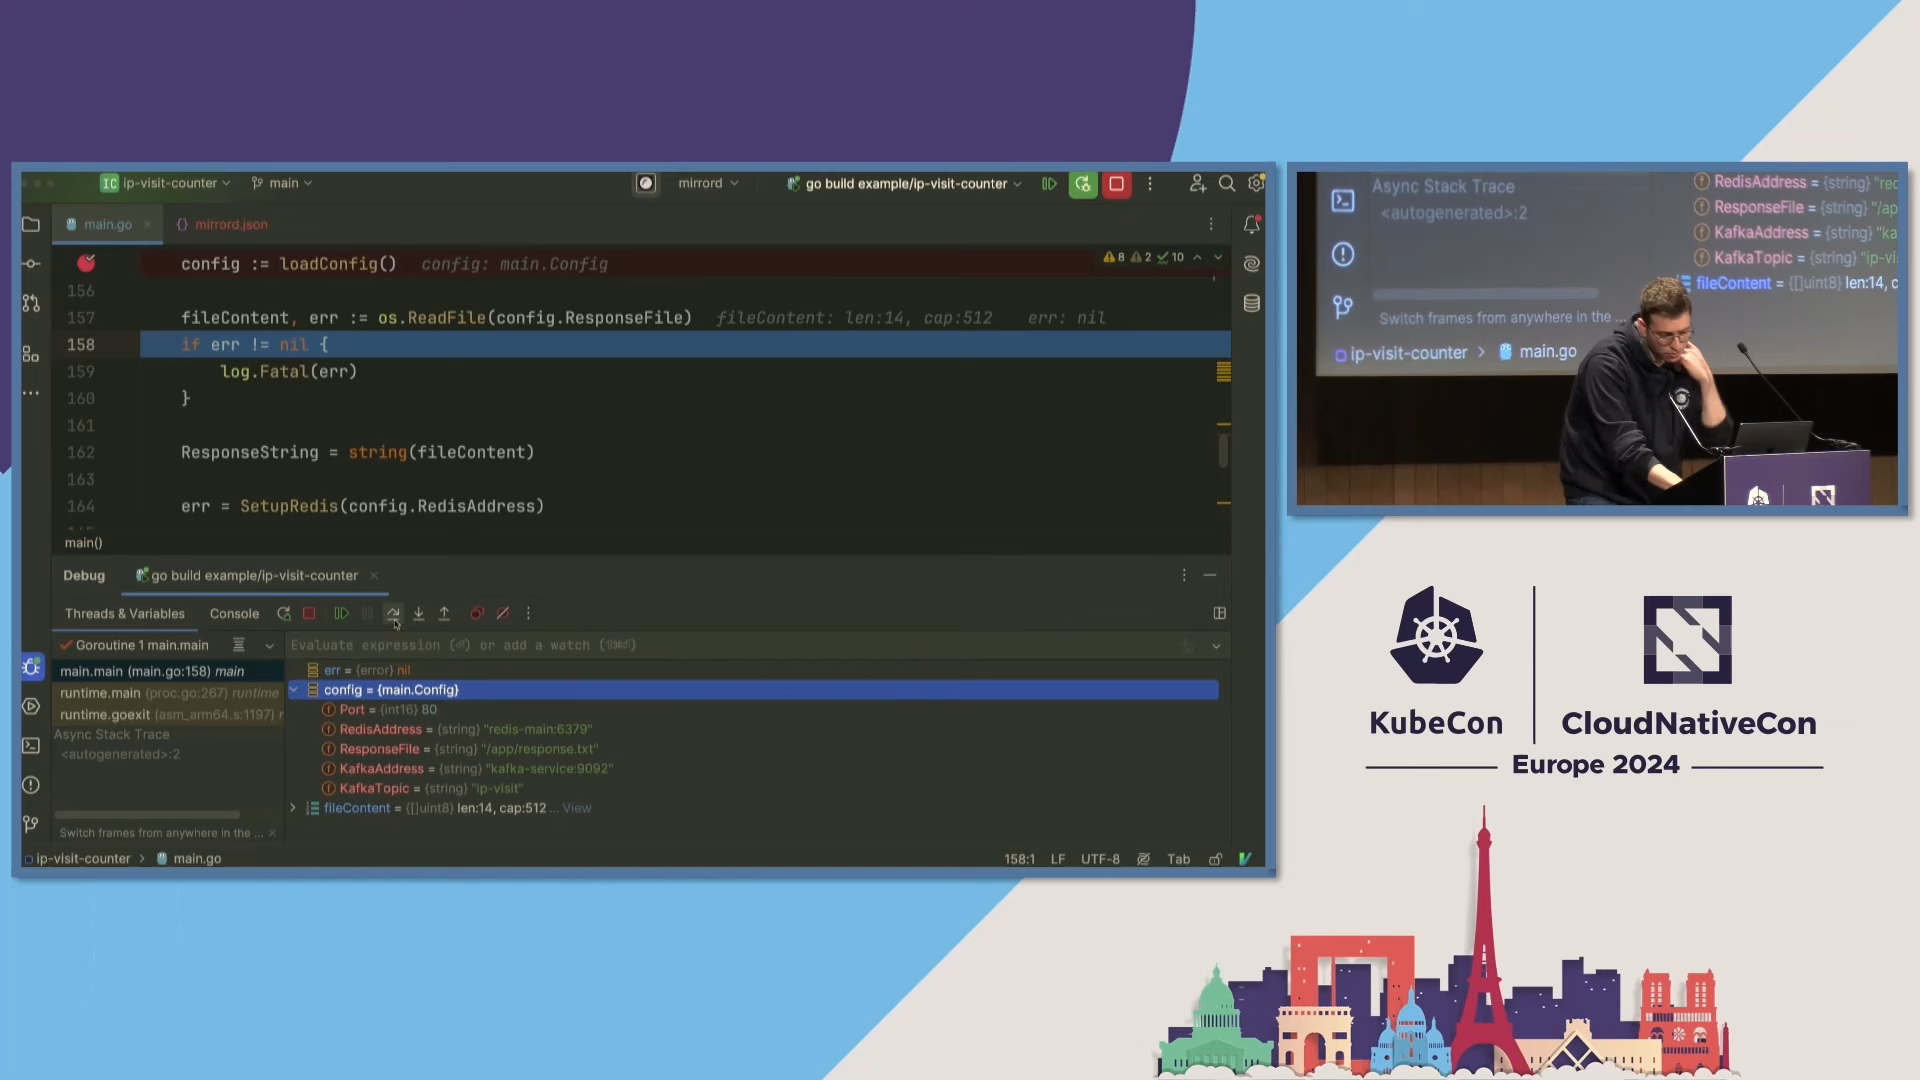 IC ip-visit-counter
main
mirrord
go build example/ip-visit-counter
main.go
{} mirrord.json
config := loadConfig() config: main.Config
8 2 10
156
157 fileContent, err := os.ReadFile(config.ResponseFile) fileContent: len:14, cap:512 err: nil
158 if err != nil {
159 log.Fatal(err)
160 }
161
162 ResponseString = string(fileContent)
163
164 err = SetupRedis(config.RedisAddress)
main()
Debug
go build example/ip-visit-counter
Threads & Variables
Console
Goroutine 1 main.main
main.main (main.go:158) main
runtime.main (proc.go:267) runtime
runtime.goexit (asm_arm64.s:1197) r
Async Stack Trace
<autogenerated>:2
Switch frames from anywhere in the ...
Evaluate expression (⏎) or add a watch (⇧⌘⏎)
err = {error} nil
config = {main.Config}
Port = {int16} 80
RedisAddress = {string} "redis-main:6379"
ResponseFile = {string} "/app/response.txt"
KafkaAddress = {string} "kafka-service:9092"
KafkaTopic = {string} "ip-visit"
fileContent = {[]uint8} len:14, cap:512 ... View
ip-visit-counter > main.go
158:1 LF UTF-8 Tab
Async Stack Trace
<autogenerated>:2
Switch frames from anywhere in the ...
ip-visit-counter > main.go
RedisAddress = {string} "red
ResponseFile = {string} "/ap
KafkaAddress = {string} "ka
KafkaTopic = {string} "ip-vi
fileContent = {[]uint8} len:14, c
KubeCon
CloudNativeCon
Europe 2024